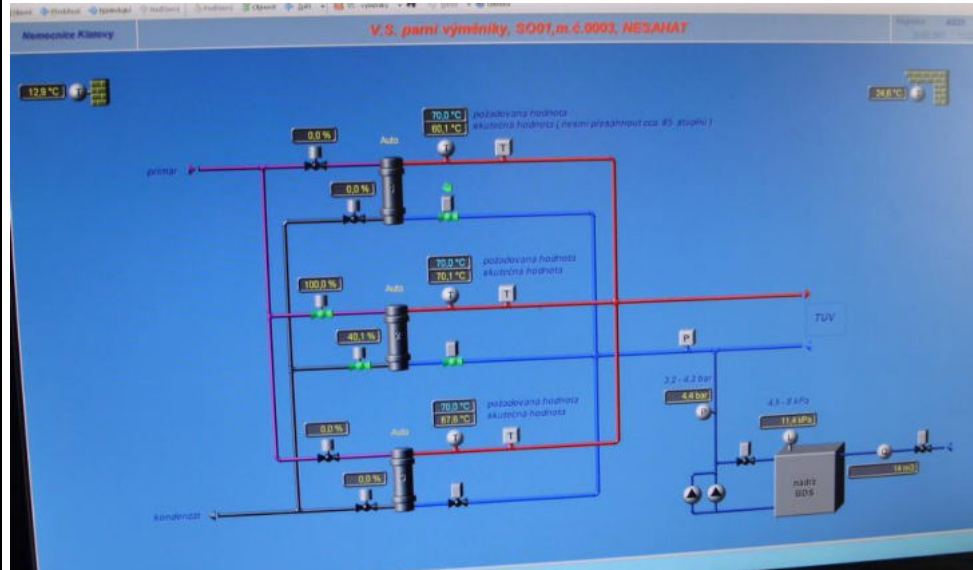 Nemocnice Klatovy
V.S. parní výměníky, SO01,m.č.0003, NESAHAT
12,9 °C
T
24,6 °C
T
70,0 °C požadovaná hodnota
60,1 °C skutečná hodnota ( nesmí přesáhnout cca. 85 stupňů )
0,0 %
Auto
T
T
primár
0,0 %
70,0 °C požadovaná hodnota
70,1 °C skutečná hodnota
100,0 %
Auto
T
T
TUV
40,1 %
P
3,2 - 4,3 bar
4,4 bar
4,5 - 8 kPa
11,4 kPa
70,0 °C požadovaná hodnota
67,6 °C skutečná hodnota
0,0 %
Auto
T
T
14 m3
0,0 %
nádrž
kondenzát